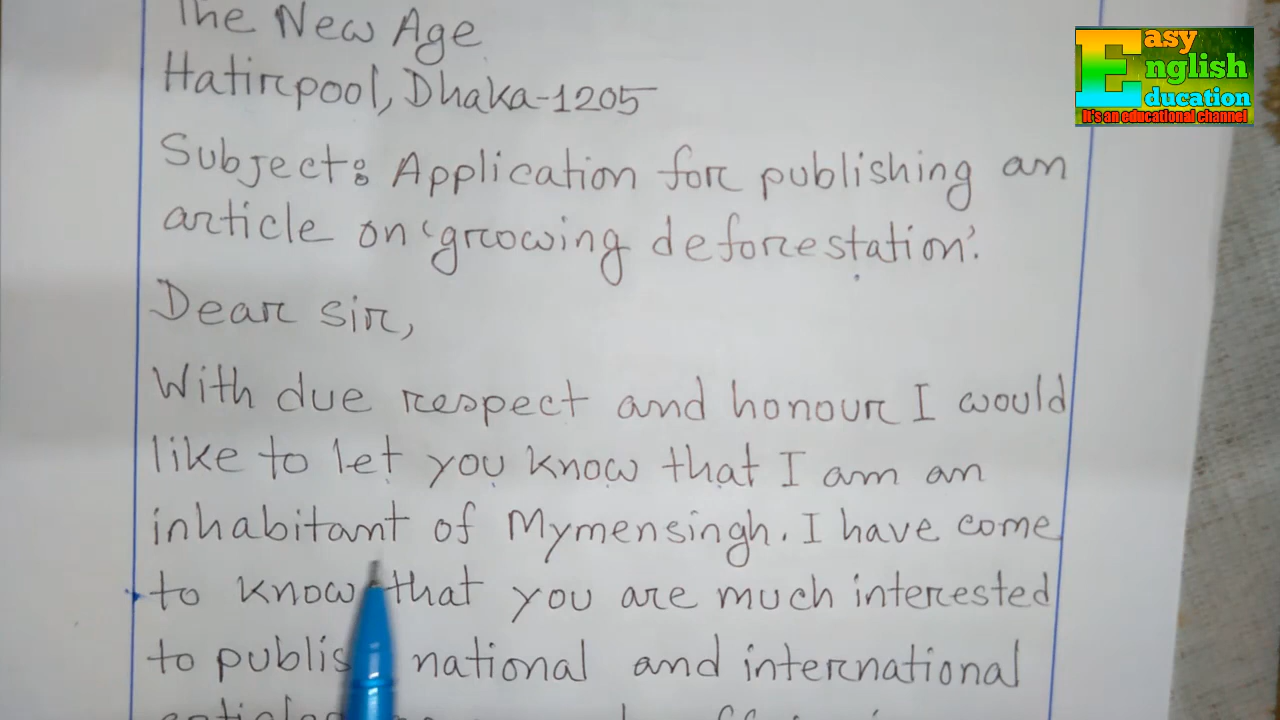 The New Age
Hatirpool, Dhaka-1205
Subject: Application for publishing an
article on 'growing deforestation'.
Dear sir,
With due respect and honour I would
like to let you know that I am an
inhabitant of Mymensingh. I have come
to know that you are much interested
to publis national and international
Easy
English
Education
It's an educational channel